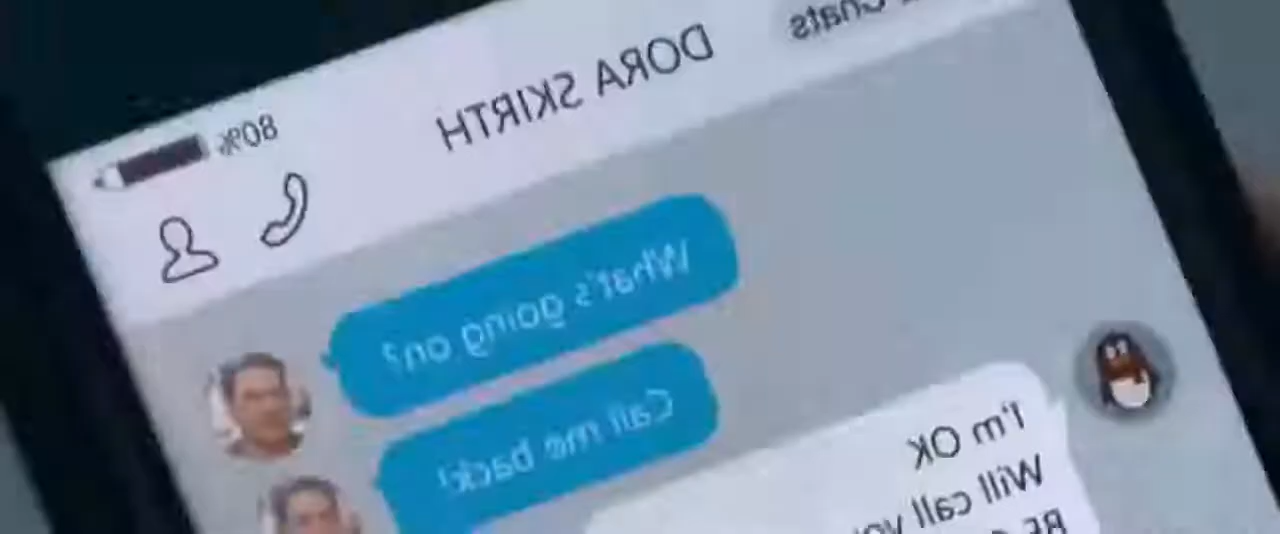 Chats
DORA SKIRTH
80%
What's going on?
Call me back!
I'm OK
Will call